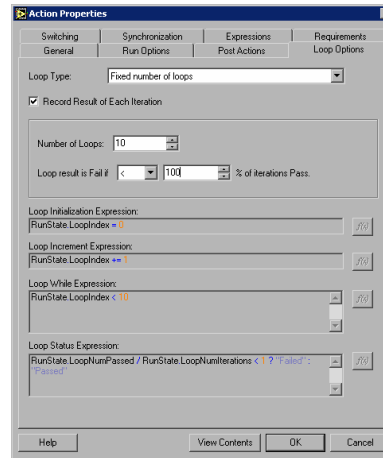 Action Properties
Switching Synchronization Expressions Requirements
General Run Options Post Actions Loop Options
Loop Type: Fixed number of loops
Record Result of Each Iteration
Number of Loops: 10
Loop result is Fail if < 100 % of iterations Pass.
Loop Initialization Expression:
RunState.LoopIndex = 0
f(x)
Loop Increment Expression:
RunState.LoopIndex += 1
f(x)
Loop While Expression:
RunState.LoopIndex < 10
f(x)
Loop Status Expression:
RunState.LoopNumPassed / RunState.LoopNumIterations < 1 ? "Failed" :
"Passed"
f(x)
Help View Contents OK Cancel